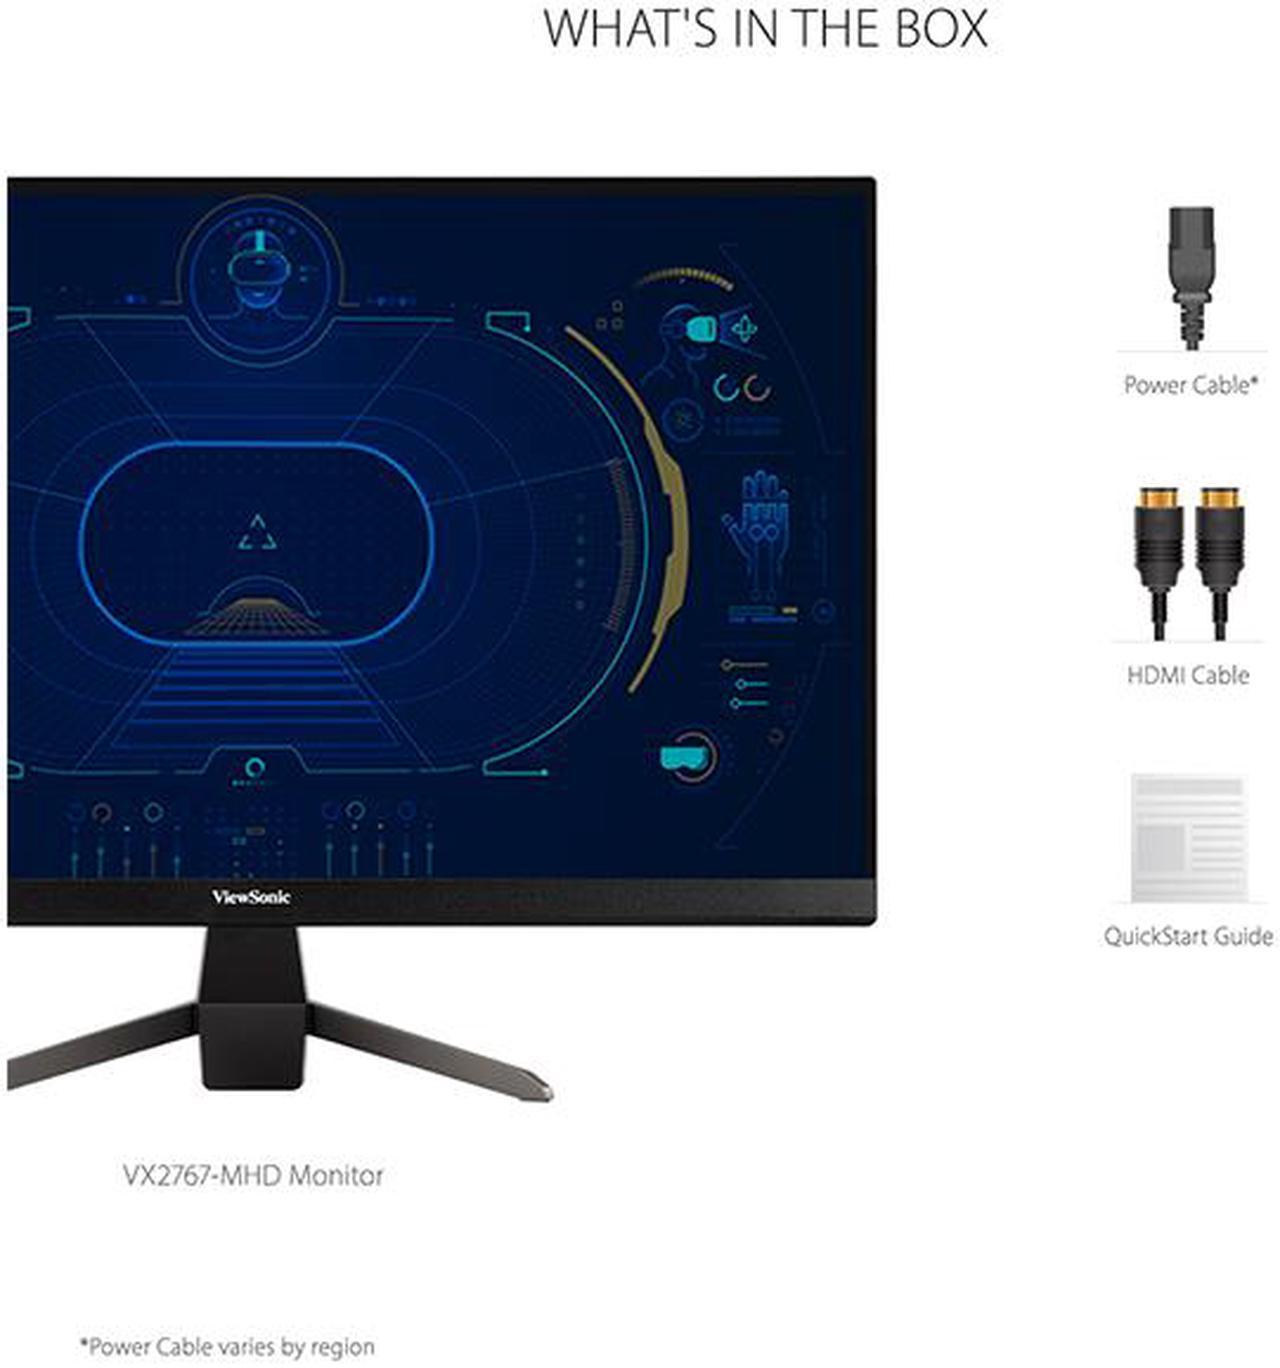 WHAT'S IN THE BOX
Power Cable*
HDMI Cable
QuickStart Guide
ViewSonic
VX2767-MHD Monitor
*Power Cable varies by region